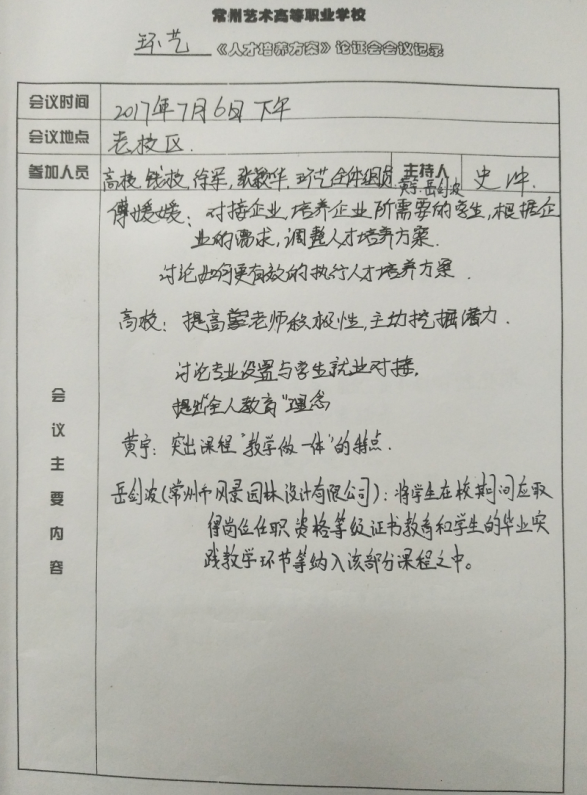 常州艺术高等职业学校
环艺《人才培养方案》论证会会议记录
会议时间 2017年7月6日下午
会议地点 老校区.
参加人员 高校,钱校,徐军,张 华,环艺全体组员 黄宇.岳剑波 主持人 史冲.
会议主要内容
傅媛媛:对接企业,培养企业所需要的学生,根据企
业的需求,调整人才培养方案.
讨论如何更有效的执行人才培养方案.
高校:提高 老师积极性,主动挖掘潜力.
讨论专业设置与学生就业对接.
提出"全人教育"理念
黄宇:突出课程"教学做一体"的特点.
岳剑波(常州市风景园林设计有限公司):将学生在校期间应取
得岗位任职资格等级证书教育和学生的毕业实
践教学环节等纳入该部分课程之中。